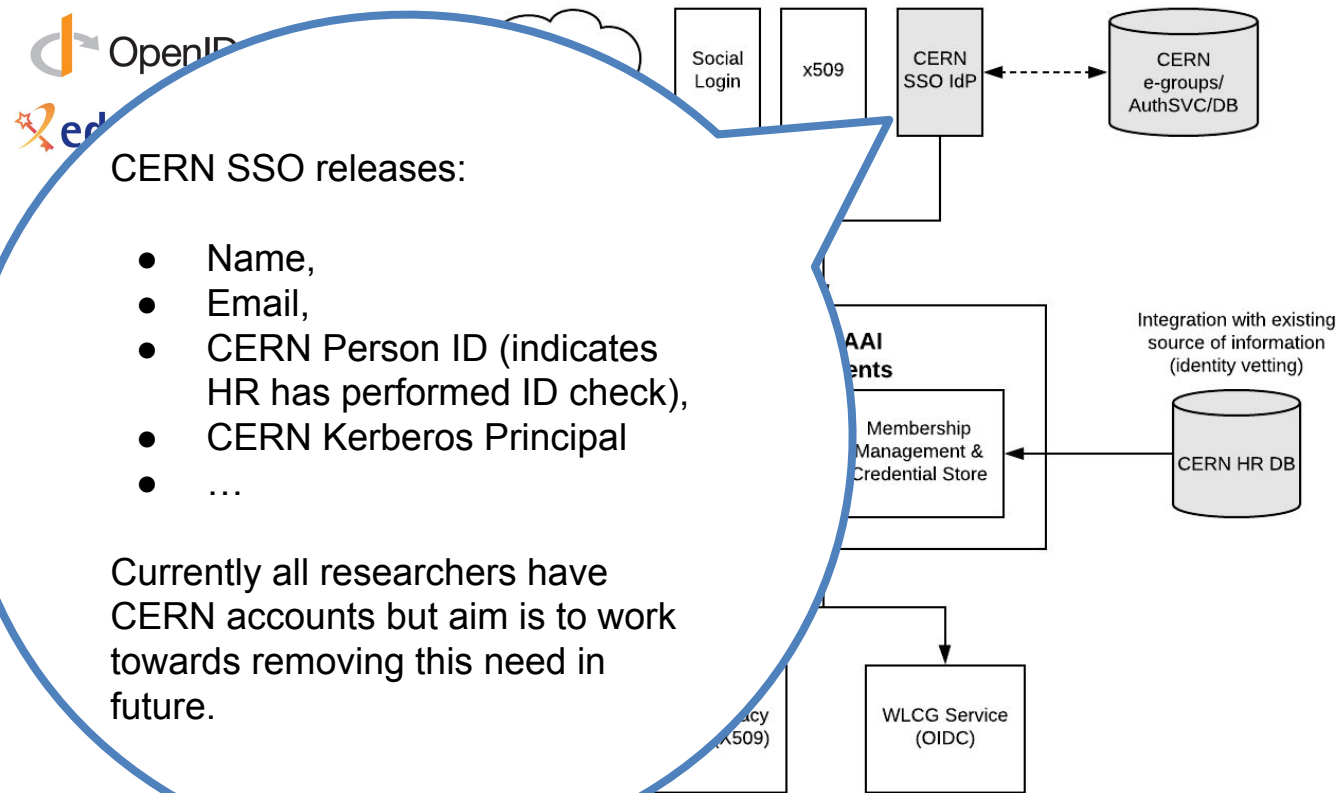 OpenID
Social
Login
x509
CERN
SSO IdP
CERN
e-groups/
AuthSVC/DB
CERN SSO releases:
● Name,
● Email,
● CERN Person ID (indicates
HR has performed ID check),
● CERN Kerberos Principal
● …
Currently all researchers have
CERN accounts but aim is to work
towards removing this need in
future.
AAI
Membership
Management &
Credential Store
Integration with existing
source of information
(identity vetting)
CERN HR DB
WLCG Service
(OIDC)